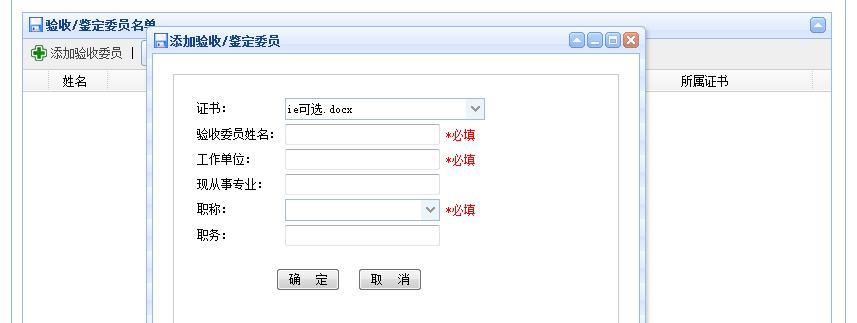 验收/鉴定委员名单
添加验收委员
姓名
所属证书
添加验收/鉴定委员
证书: ie可选.docx
验收委员姓名: *必填
工作单位: *必填
现从事专业:
职称: *必填
职务:
确 定 取 消